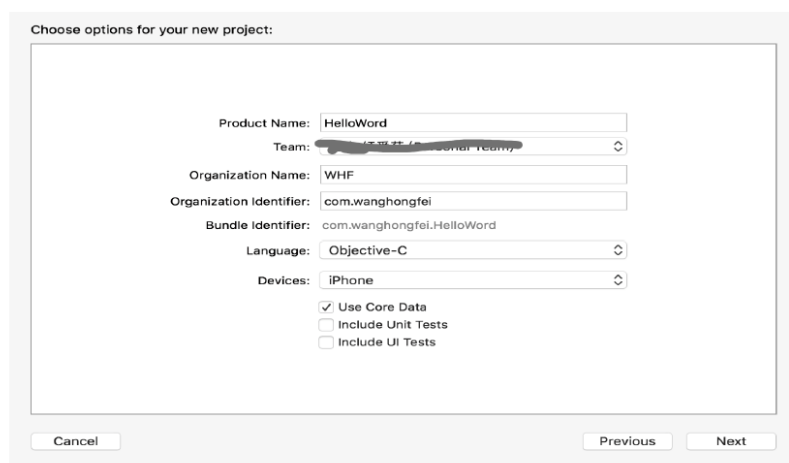 Choose options for your new project:
Product Name: HelloWord
Team:
Organization Name: WHF
Organization Identifier: com.wanghongfei
Bundle Identifier: com.wanghongfei.HelloWord
Language: Objective-C
Devices: iPhone
Use Core Data
Include Unit Tests
Include UI Tests
Cancel Previous Next